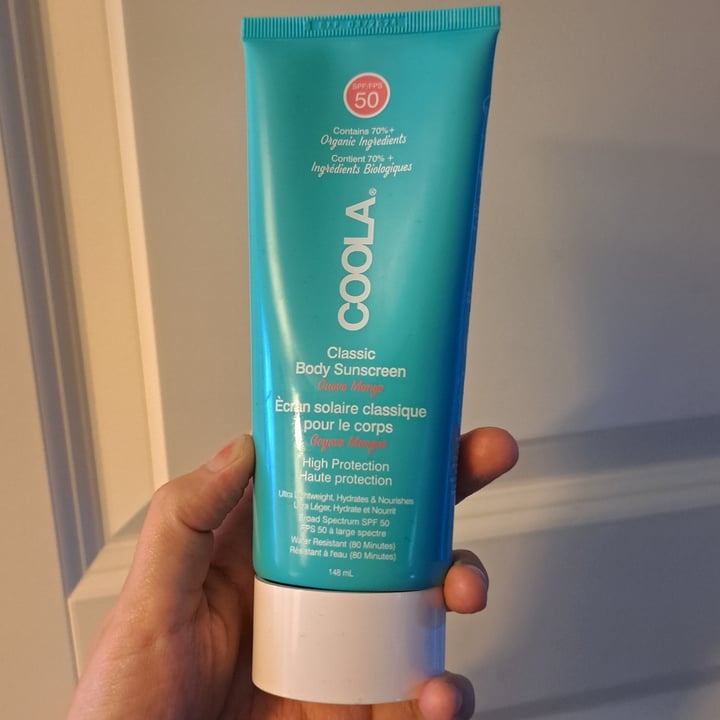 SPF/FPS
50
Contains 70%+
Organic Ingredients
Contient 70% +
Ingrédients Biologiques
COOLA®
Classic
Body Sunscreen
Guava Mango
Écran solaire classique
pour le corps
Goyave Mangue
High Protection
Haute protection
Ultra Lightweight, Hydrates & Nourishes
Ultra Léger, Hydrate et Nourrit
Broad Spectrum SPF 50
FPS 50 à large spectre
Water Resistant (80 Minutes)
Résistant à l'eau (80 Minutes)
148 mL